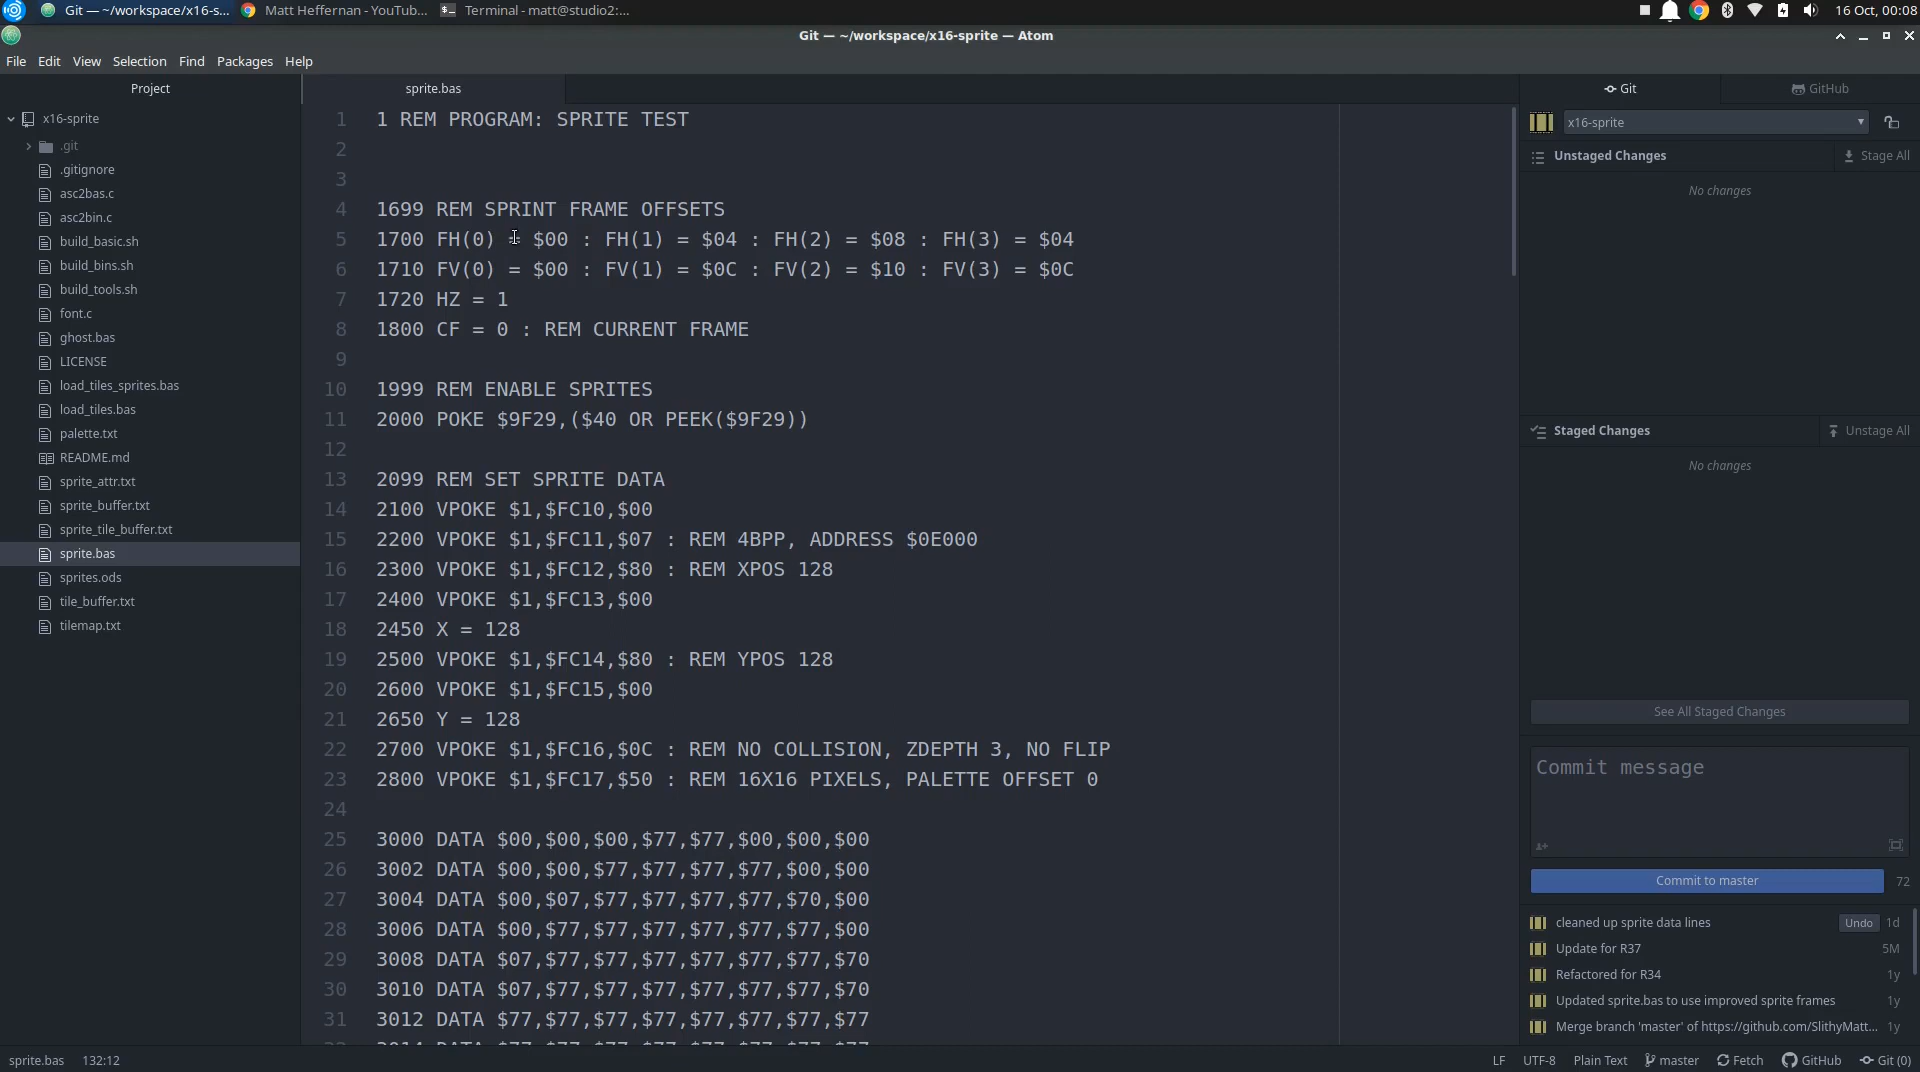 Git — ~/workspace/x16-s...
Matt Heffernan - YouTub...
Terminal - matt@studio2:...
16 Oct, 00:08
Git — ~/workspace/x16-sprite — Atom
File Edit View Selection Find Packages Help
Project
x16-sprite
.git
.gitignore
asc2bas.c
asc2bin.c
build_basic.sh
build_bins.sh
build_tools.sh
font.c
ghost.bas
LICENSE
load_tiles_sprites.bas
load_tiles.bas
palette.txt
README.md
sprite_attr.txt
sprite_buffer.txt
sprite_tile_buffer.txt
sprite.bas
sprites.ods
tile_buffer.txt
tilemap.txt
sprite.bas
1 1 REM PROGRAM: SPRITE TEST
2
3
4 1699 REM SPRINT FRAME OFFSETS
5 1700 FH(0) = $00 : FH(1) = $04 : FH(2) = $08 : FH(3) = $04
6 1710 FV(0) = $00 : FV(1) = $0C : FV(2) = $10 : FV(3) = $0C
7 1720 HZ = 1
8 1800 CF = 0 : REM CURRENT FRAME
9
10 1999 REM ENABLE SPRITES
11 2000 POKE $9F29,($40 OR PEEK($9F29))
12
13 2099 REM SET SPRITE DATA
14 2100 VPOKE $1,$FC10,$00
15 2200 VPOKE $1,$FC11,$07 : REM 4BPP, ADDRESS $0E000
16 2300 VPOKE $1,$FC12,$80 : REM XPOS 128
17 2400 VPOKE $1,$FC13,$00
18 2450 X = 128
19 2500 VPOKE $1,$FC14,$80 : REM YPOS 128
20 2600 VPOKE $1,$FC15,$00
21 2650 Y = 128
22 2700 VPOKE $1,$FC16,$0C : REM NO COLLISION, ZDEPTH 3, NO FLIP
23 2800 VPOKE $1,$FC17,$50 : REM 16X16 PIXELS, PALETTE OFFSET 0
24
25 3000 DATA $00,$00,$00,$77,$77,$00,$00,$00
26 3002 DATA $00,$00,$77,$77,$77,$77,$00,$00
27 3004 DATA $00,$07,$77,$77,$77,$77,$70,$00
28 3006 DATA $00,$77,$77,$77,$77,$77,$77,$00
29 3008 DATA $07,$77,$77,$77,$77,$77,$77,$70
30 3010 DATA $07,$77,$77,$77,$77,$77,$77,$70
31 3012 DATA $77,$77,$77,$77,$77,$77,$77,$77
Git
GitHub
x16-sprite
Unstaged Changes
Stage All
No changes
Staged Changes
Unstage All
No changes
See All Staged Changes
Commit message
Commit to master
72
cleaned up sprite data lines Undo 1d
Update for R37 5M
Refactored for R34 1y
Updated sprite.bas to use improved sprite frames 1y
Merge branch 'master' of https://github.com/SlithyMatt... 1y
sprite.bas 132:12
LF UTF-8 Plain Text master Fetch GitHub Git (0)